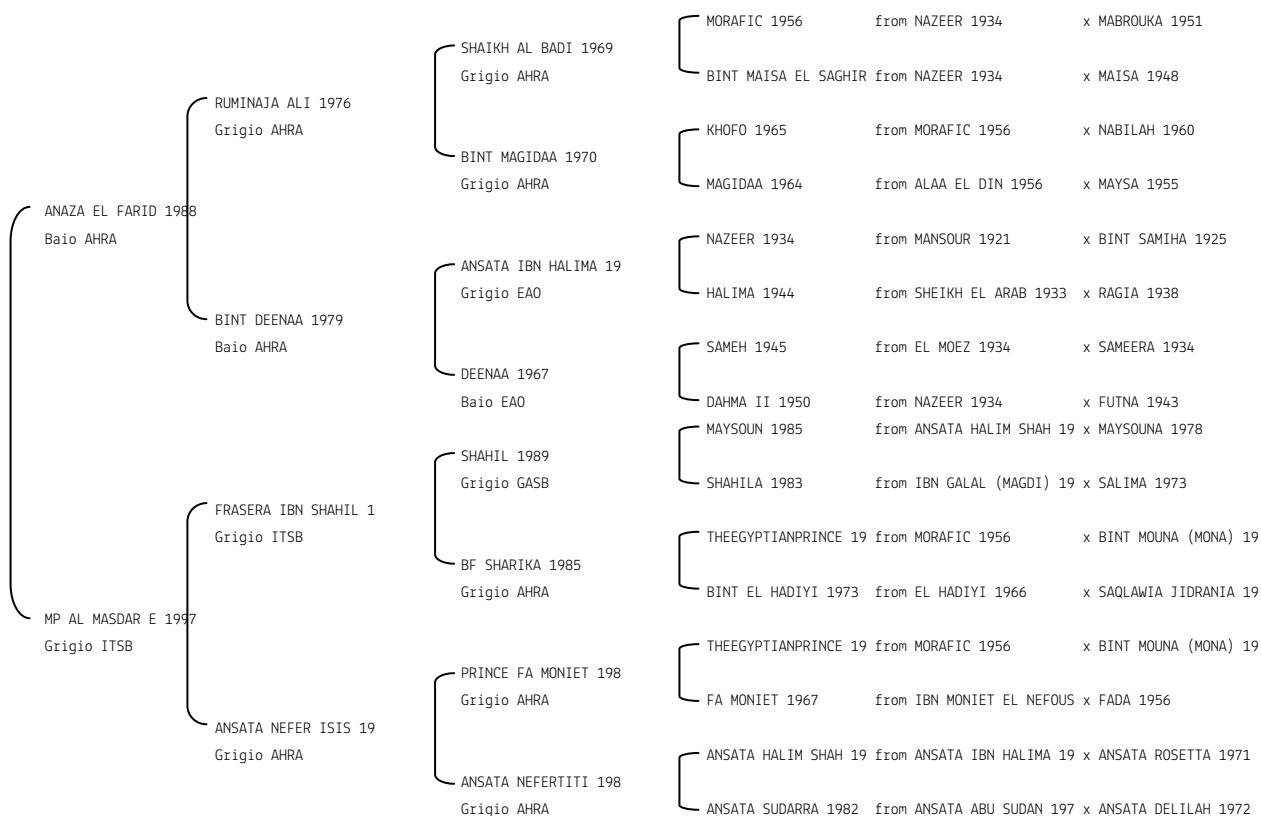 MORAFIC 1956 from NAZEER 1934 x MABROUKA 1951
SHAIKH AL BADI 1969
Grigio AHRA
BINT MAISA EL SAGHIR from NAZEER 1934 x MAISA 1948
RUMINAJA ALI 1976
Grigio AHRA
KHOFO 1965 from MORAFIC 1956 x NABILAH 1960
BINT MAGIDAA 1970
Grigio AHRA
MAGIDAA 1964 from ALAA EL DIN 1956 x MAYSA 1955
ANAZA EL FARID 1988
Baio AHRA
NAZEER 1934 from MANSOUR 1921 x BINT SAMIHA 1925
ANSATA IBN HALIMA 19
Grigio EAO
HALIMA 1944 from SHEIKH EL ARAB 1933 x RAGIA 1938
BINT DEENAA 1979
Baio AHRA
SAMEH 1945 from EL MOEZ 1934 x SAMEERA 1934
DEENAA 1967
Baio EAO
DAHMA II 1950 from NAZEER 1934 x FUTNA 1943
MAYSOUN 1985 from ANSATA HALIM SHAH 19 x MAYSOUNA 1978
SHAHIL 1989
Grigio GASB
SHAHILA 1983 from IBN GALAL (MAGDI) 19 x SALIMA 1973
FRASERA IBN SHAHIL 1
Grigio ITSB
THEEGYPTIANPRINCE 19 from MORAFIC 1956 x BINT MOUNA (MONA) 19
BF SHARIKA 1985
Grigio AHRA
BINT EL HADIYI 1973 from EL HADIYI 1966 x SAQLAWIA JIDRANIA 19
MP AL MASDAR E 1997
Grigio ITSB
THEEGYPTIANPRINCE 19 from MORAFIC 1956 x BINT MOUNA (MONA) 19
PRINCE FA MONIET 198
Grigio AHRA
FA MONIET 1967 from IBN MONIET EL NEFOUS x FADA 1956
ANSATA NEFER ISIS 19
Grigio AHRA
ANSATA HALIM SHAH 19 from ANSATA IBN HALIMA 19 x ANSATA ROSETTA 1971
ANSATA NEFERTITI 198
Grigio AHRA
ANSATA SUDARRA 1982 from ANSATA ABU SUDAN 197 x ANSATA DELILAH 1972